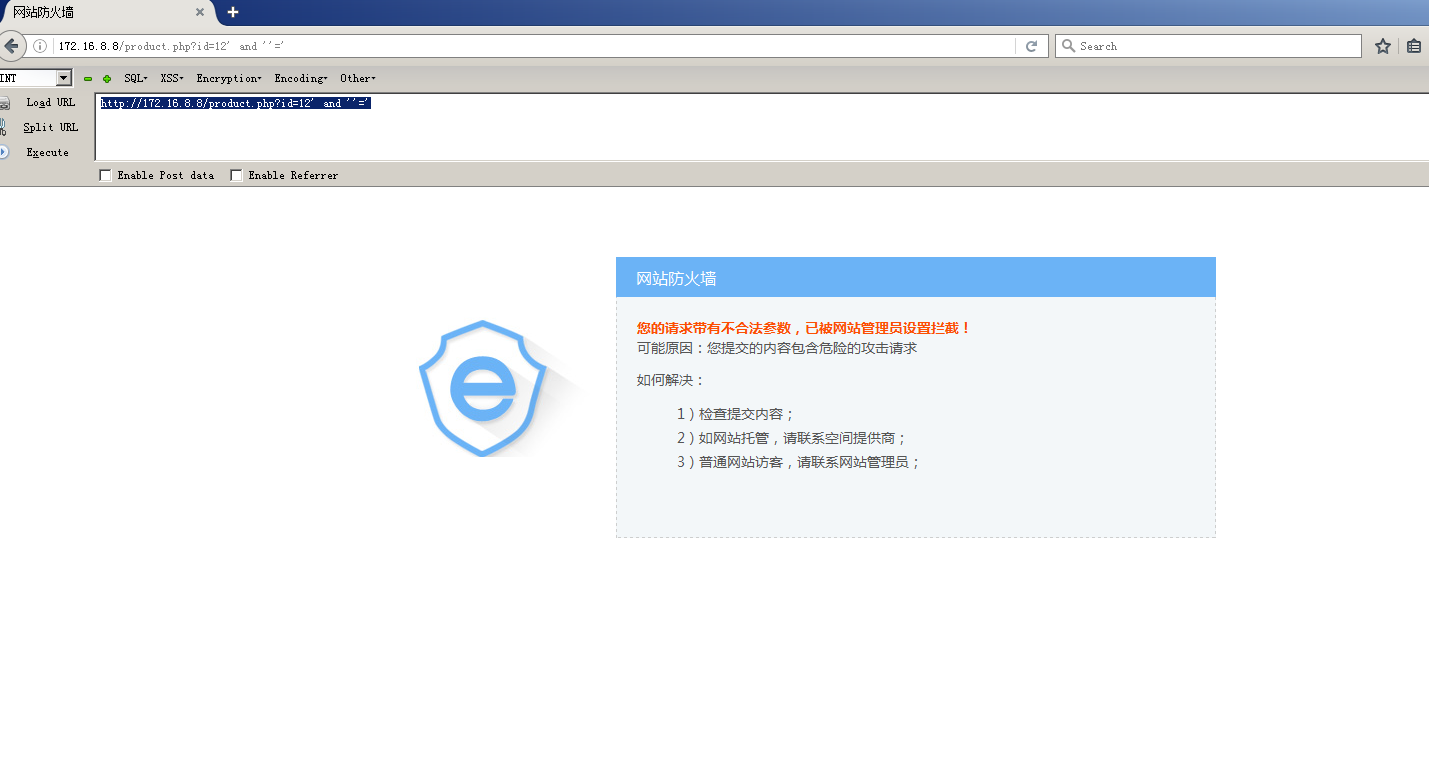 网站防火墙
172.16.8.8/product.php?id=12' and ''='
Search
INT
SQL
XSS
Encryption
Encoding
Other
Load URL
http://172.16.8.8/product.php?id=12' and ''='
Split URL
Execute
Enable Post data
Enable Referrer
网站防火墙
您的请求带有不合法参数，已被网站管理员设置拦截！
可能原因：您提交的内容包含危险的攻击请求
如何解决：
1）检查提交内容；
2）如网站托管，请联系空间提供商；
3）普通网站访客，请联系网站管理员；